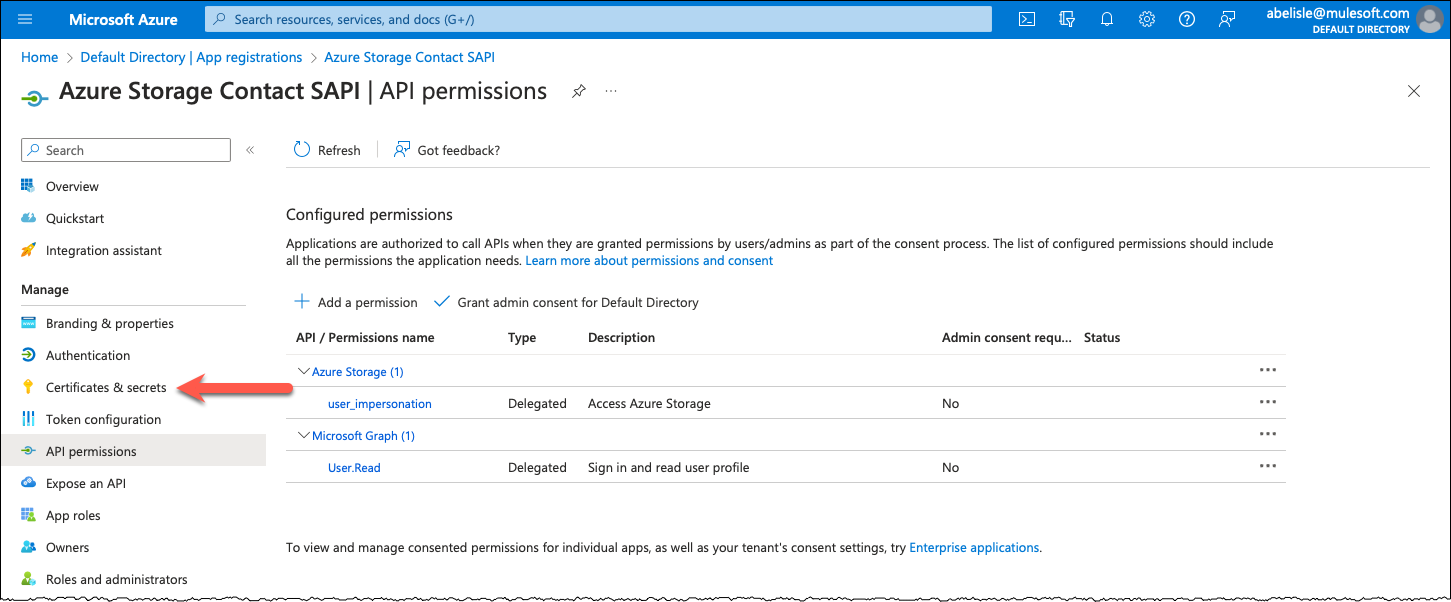 Microsoft Azure
Search resources, services, and docs (G+/)
abelisle@mulesoft.com
DEFAULT DIRECTORY
Home > Default Directory | App registrations > Azure Storage Contact SAPI
Azure Storage Contact SAPI | API permissions
Search
Overview
Quickstart
Integration assistant
Manage
Branding & properties
Authentication
Certificates & secrets
Token configuration
API permissions
Expose an API
App roles
Owners
Roles and administrators
Refresh
Got feedback?
Configured permissions
Applications are authorized to call APIs when they are granted permissions by users/admins as part of the consent process. The list of configured permissions should include
all the permissions the application needs. Learn more about permissions and consent
Add a permission
Grant admin consent for Default Directory
API / Permissions name Type Description Admin consent requ... Status
Azure Storage (1)
user_impersonation Delegated Access Azure Storage No
Microsoft Graph (1)
User.Read Delegated Sign in and read user profile No
To view and manage consented permissions for individual apps, as well as your tenant's consent settings, try Enterprise applications.